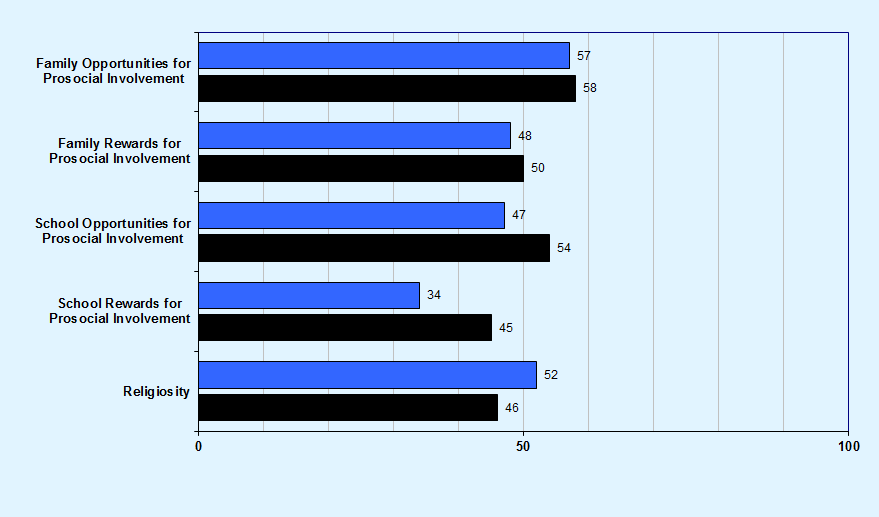 Family Opportunities for
Prosocial Involvement
57
58
Family Rewards for
Prosocial Involvement
48
50
School Opportunities for
Prosocial Involvement
47
54
School Rewards for
Prosocial Involvement
34
45
Religiosity
52
46
0 50 100